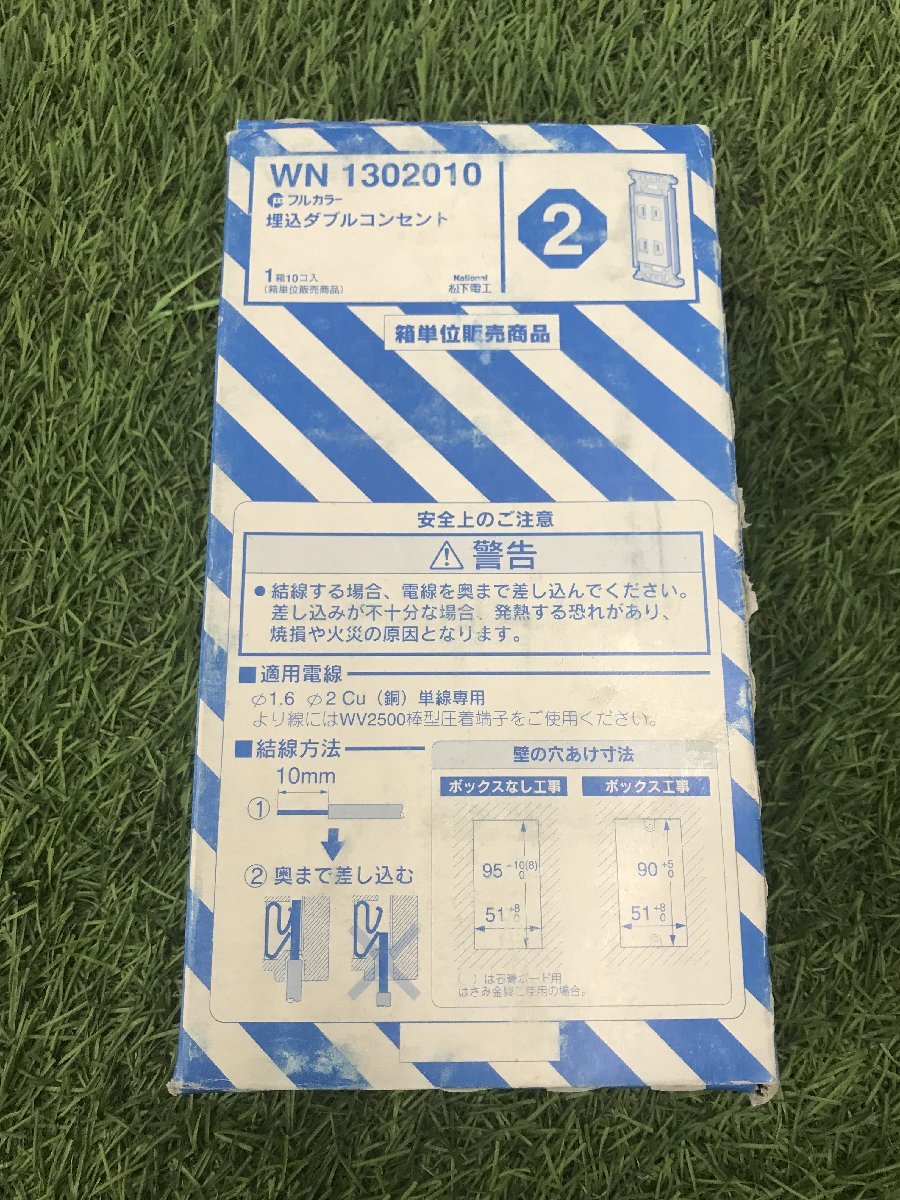 WN 1302010
フルカラー
埋込ダブルコンセント
1箱10コ入
(箱単位販売商品)
National
松下電工
2
箱単位販売商品
安全上のご注意
警告
● 結線する場合、電線を奥まで差し込んでください。
差し込みが不十分な場合、発熱する恐れがあり、
焼損や火災の原因となります。
■適用電線
φ1.6 φ2 Cu(銅)単線専用
より線にはWV2500棒型圧着端子をご使用ください。
■結線方法
10mm
①
② 奥まで差し込む
壁の穴あけ寸法
ボックスなし工事
ボックス工事
95 +10(8) 0
51 +8 0
90 +5 0
51 +8 0
( )は石膏ボード用
はさみ金具ご使用の場合。